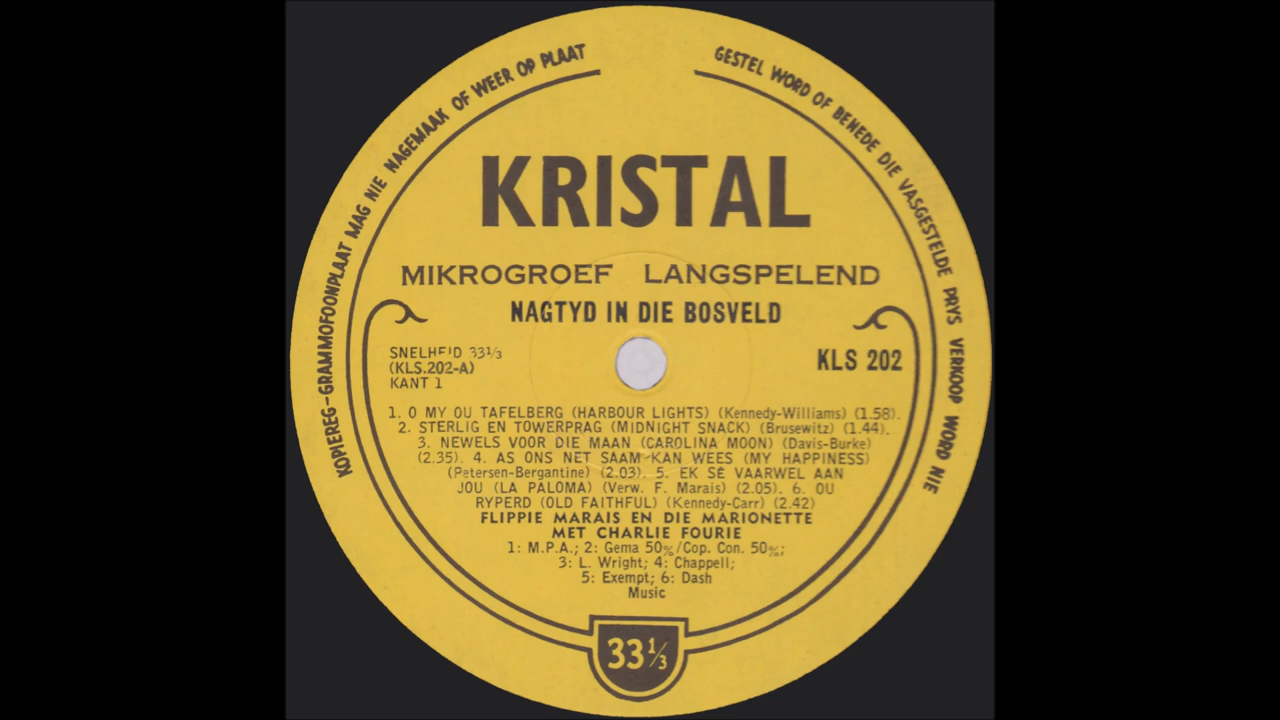 KOPIEREG-GRAMMOFOONPLAAT MAG NIE NAGEMAAK OF WEER OP PLAAT
GESTEL WORD OF BENEDE DIE VASGESTELDE PRYS VERKOOP WORD NIE
KRISTAL
MIKROGROEF LANGSPELEND
NAGTYD IN DIE BOSVELD
SNELHEID 33⅓
(KLS.202-A)
KANT 1
KLS 202
1. O MY OU TAFELBERG (HARBOUR LIGHTS) (Kennedy-Williams) (1.58).
2. STERLIG EN TOWERPRAG (MIDNIGHT SNACK) (Brusewitz) (1.44).
3. NEWELS VOOR DIE MAAN (CAROLINA MOON) (Davis-Burke)
(2.35). 4. AS ONS NET SAAM KAN WEES (MY HAPPINESS)
(Petersen-Bergantine) (2.03). 5. EK SÊ VAARWEL AAN
JOU (LA PALOMA) (Verw. F. Marais) (2.05). 6. OU
RYPERD (OLD FAITHFUL) (Kennedy-Carr) (2.42)
FLIPPIE MARAIS EN DIE MARIONETTE
MET CHARLIE FOURIE
1: M.P.A.; 2: Gema 50%/Cop. Con. 50%;
3: L. Wright; 4: Chappell;
5: Exempt; 6: Dash
Music
33⅓